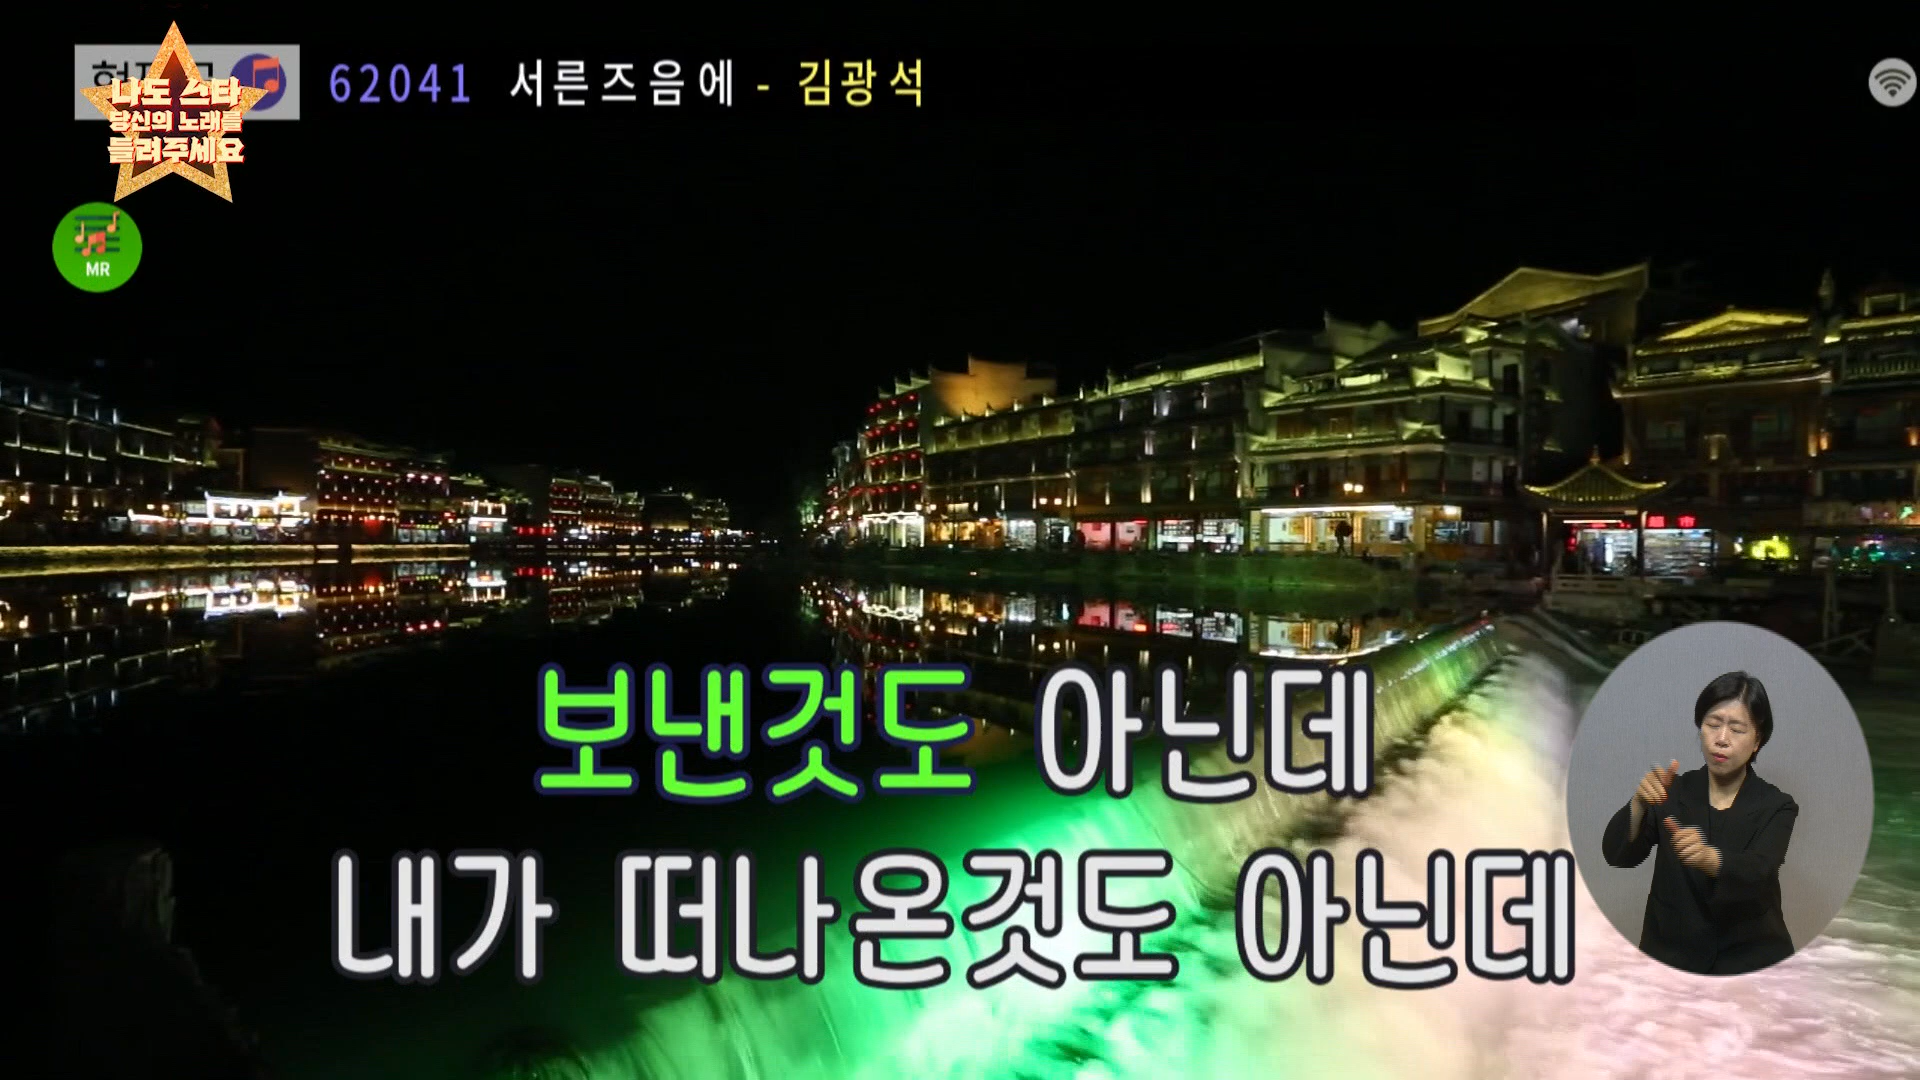 62041 서른즈음에 - 김광석
나도 스타
당신의 노래를
들려주세요
MR
보낸것도 아닌데
내가 떠나온것도 아닌데